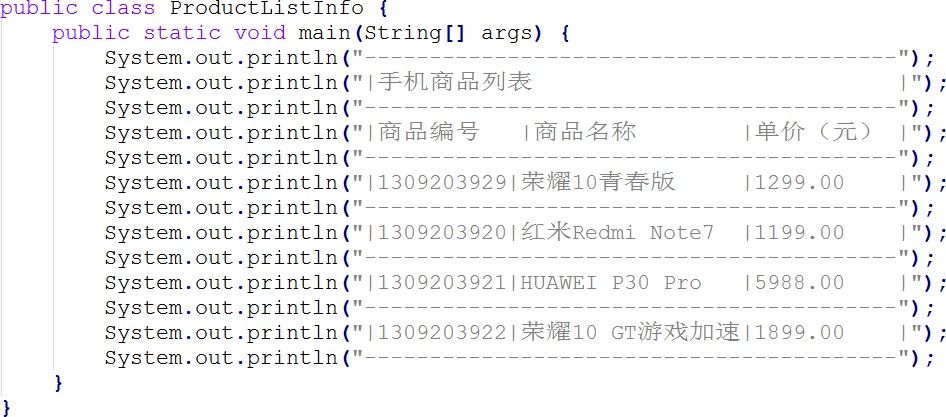 public class ProductListInfo {
    public static void main(String[] args) {
        System.out.println("-----------------------------------------");
        System.out.println("|手机商品列表                            |");
        System.out.println("-----------------------------------------");
        System.out.println("|商品编号   |商品名称        |单价（元） |");
        System.out.println("-----------------------------------------");
        System.out.println("|1309203929|荣耀10青春版     |1299.00    |");
        System.out.println("-----------------------------------------");
        System.out.println("|1309203920|红米Redmi Note7  |1199.00    |");
        System.out.println("-----------------------------------------");
        System.out.println("|1309203921|HUAWEI P30 Pro   |5988.00    |");
        System.out.println("-----------------------------------------");
        System.out.println("|1309203922|荣耀10 GT游戏加速|1899.00    |");
        System.out.println("-----------------------------------------");
    }
}